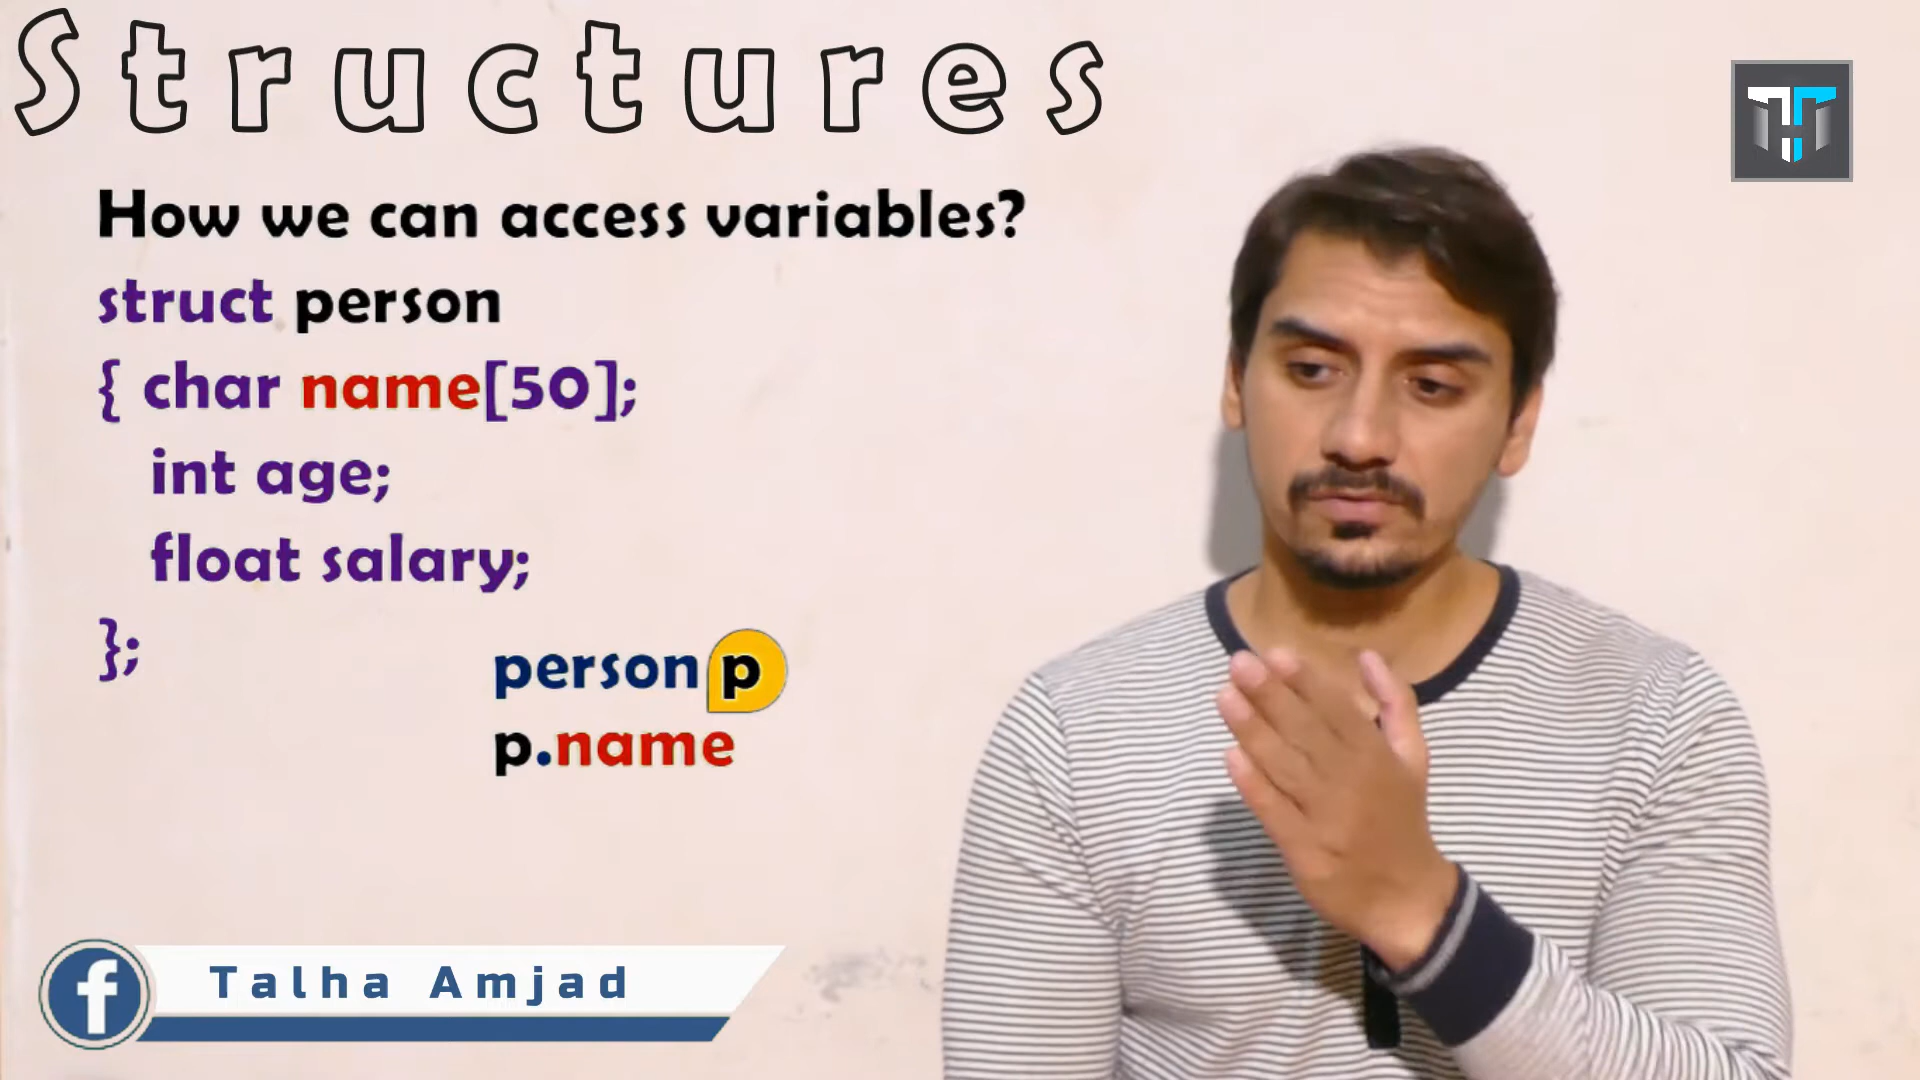 Structures
How we can access variables?
struct person
{ char name[50];
int age;
float salary;
};
person p
p.name
f Talha Amjad